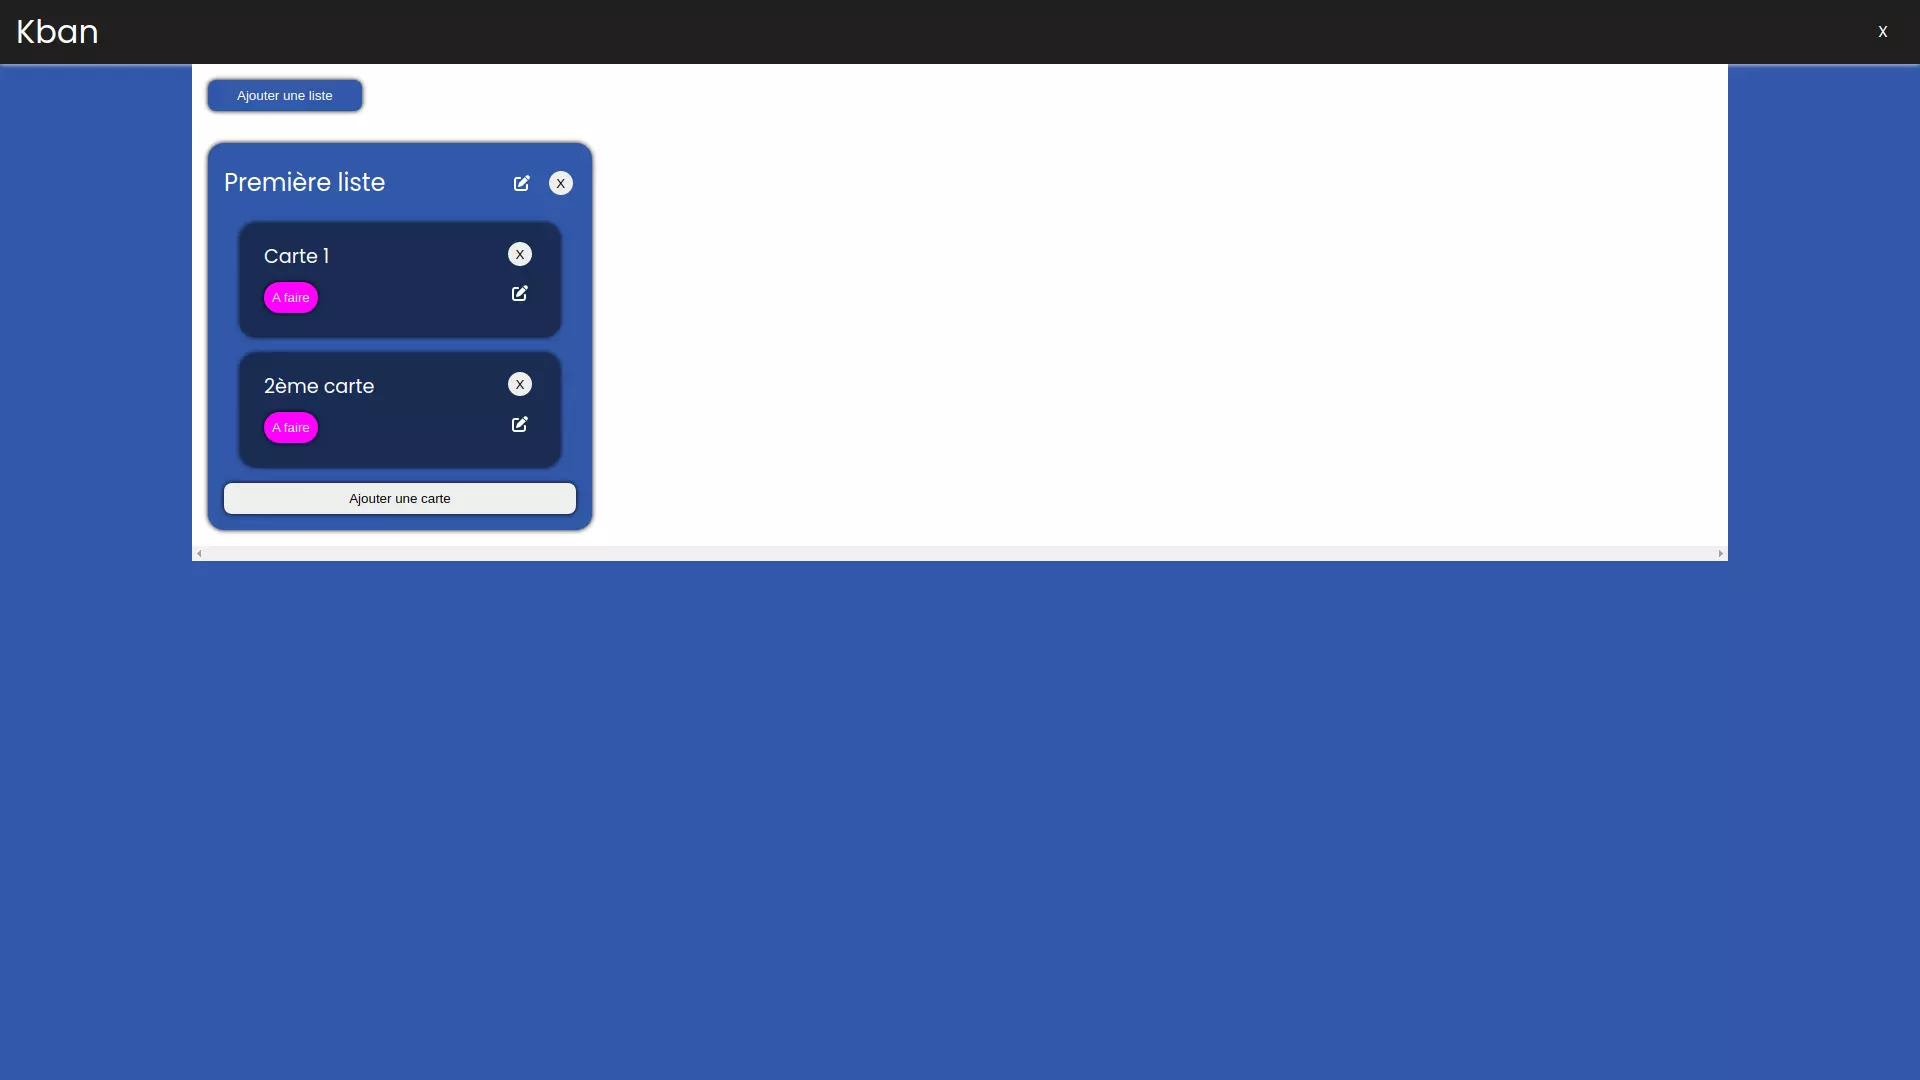 Kban
X
Ajouter une liste
Première liste
X
Carte 1
X
A faire
2ème carte
X
A faire
Ajouter une carte